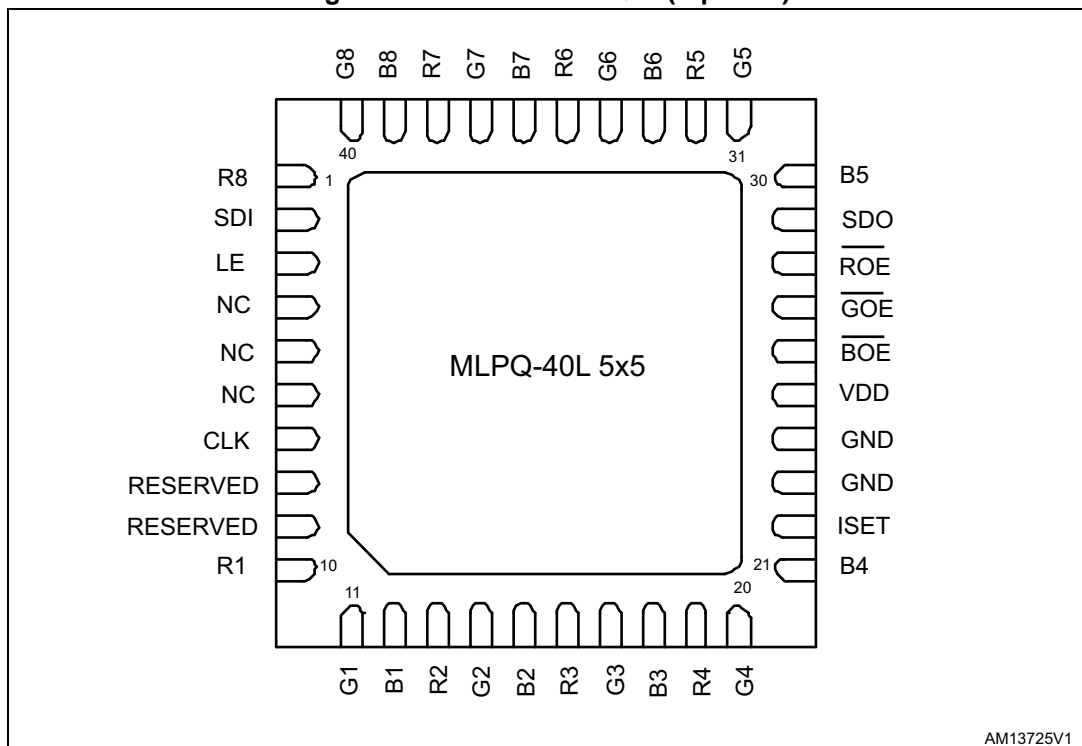 G8 B8 R7 G7 B7 R6 G6 B6 R5 G5
40 31
R8 1 30 B5
SDI SDO
LE ROE
NC GOE
NC BOE
MLPQ-40L 5x5
NC VDD
CLK GND
RESERVED GND
RESERVED ISET
R1 10 21 B4
11 20
G1 B1 R2 G2 B2 R3 G3 B3 R4 G4
AM13725V1